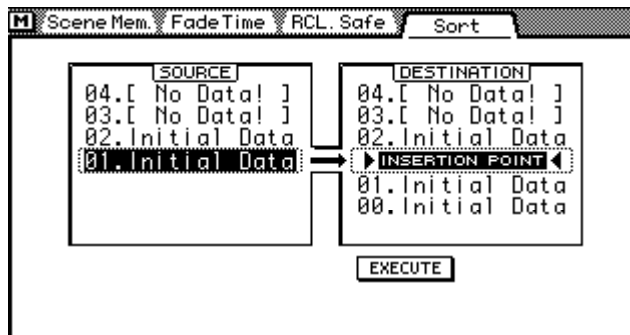 M Scene Mem. Fade Time RCL. Safe Sort
SOURCE
04.[ No Data! ]
03.[ No Data! ]
02.Initial Data
01.Initial Data
DESTINATION
04.[ No Data! ]
03.[ No Data! ]
02.Initial Data
INSERTION POINT
01.Initial Data
00.Initial Data
EXECUTE